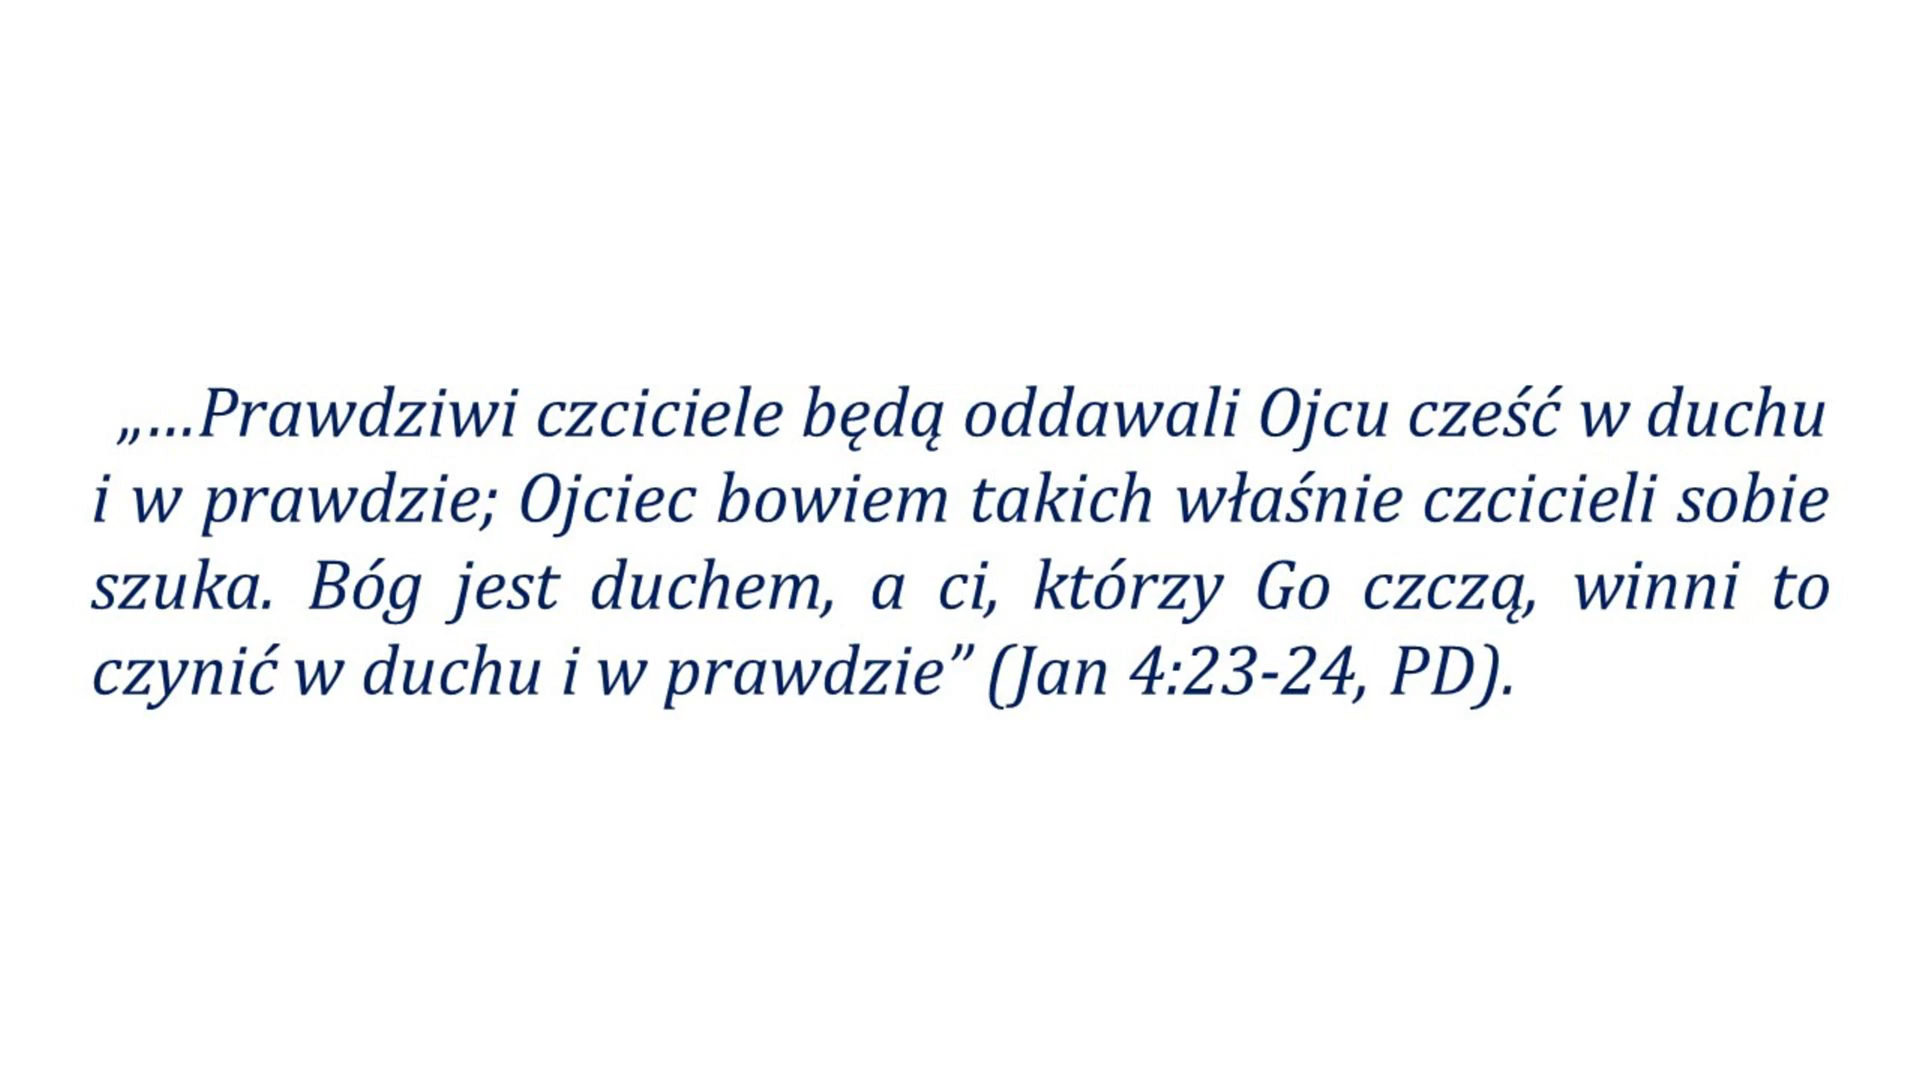 „...Prawdziwi czciciele będą oddawali Ojcu cześć w duchu
i w prawdzie; Ojciec bowiem takich właśnie czcicieli sobie
szuka. Bóg jest duchem, a ci, którzy Go czczą, winni to
czynić w duchu i w prawdzie” (Jan 4:23-24, PD).